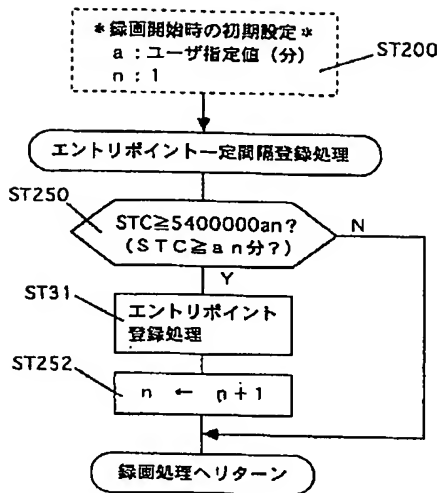 ＊録画開始時の初期設定＊
a：ユーザ指定値（分）
n：1
ST200
エントリポイント一定間隔登録処理
ST250
STC≧5400000an?
（STC≧an分？）
N
Y
ST31
エントリポイント
登録処理
ST252
n ← n+1
録画処理へリターン